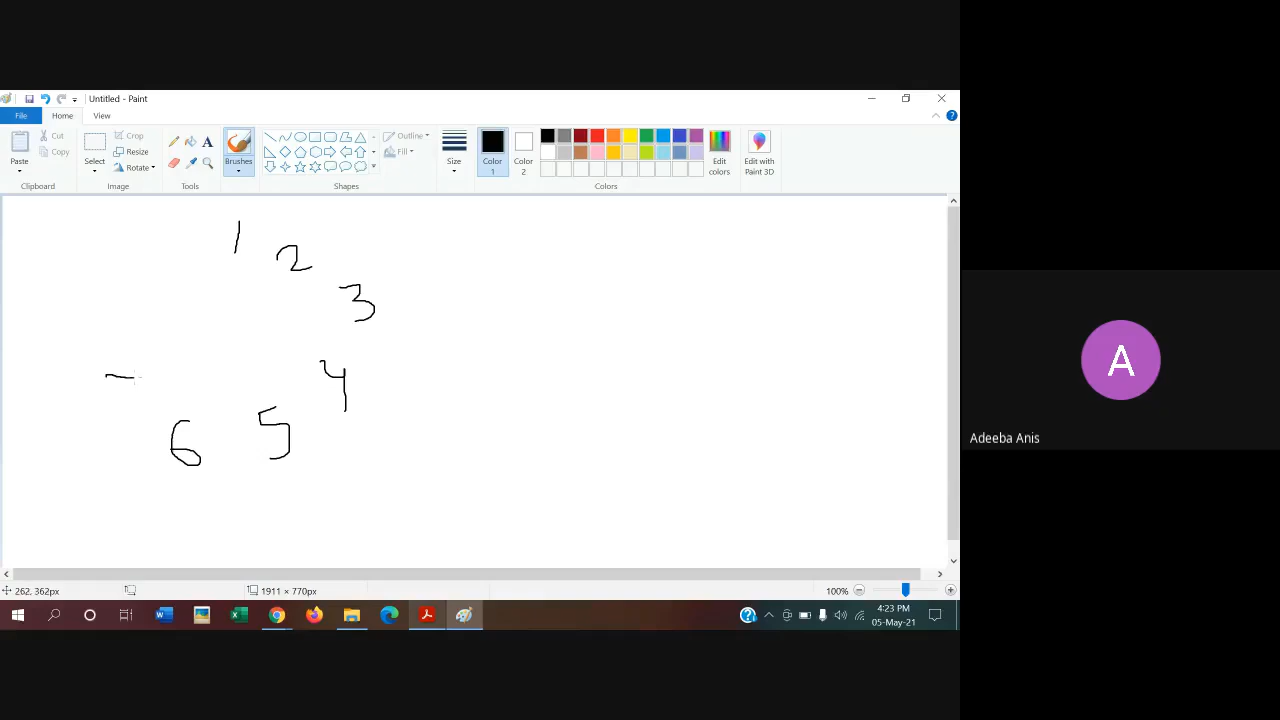 Untitled - Paint
File Home View
Paste
Cut
Copy
Clipboard
Select
Crop
Resize
Rotate
Image
A
Tools
Brushes
Outline
Fill
Shapes
Size
Color 1
Color 2
Edit colors
Colors
Edit with Paint 3D
1
2
3
4
5
6
A
Adeeba Anis
262, 362px
1911 × 770px
100%
4:23 PM
05-May-21